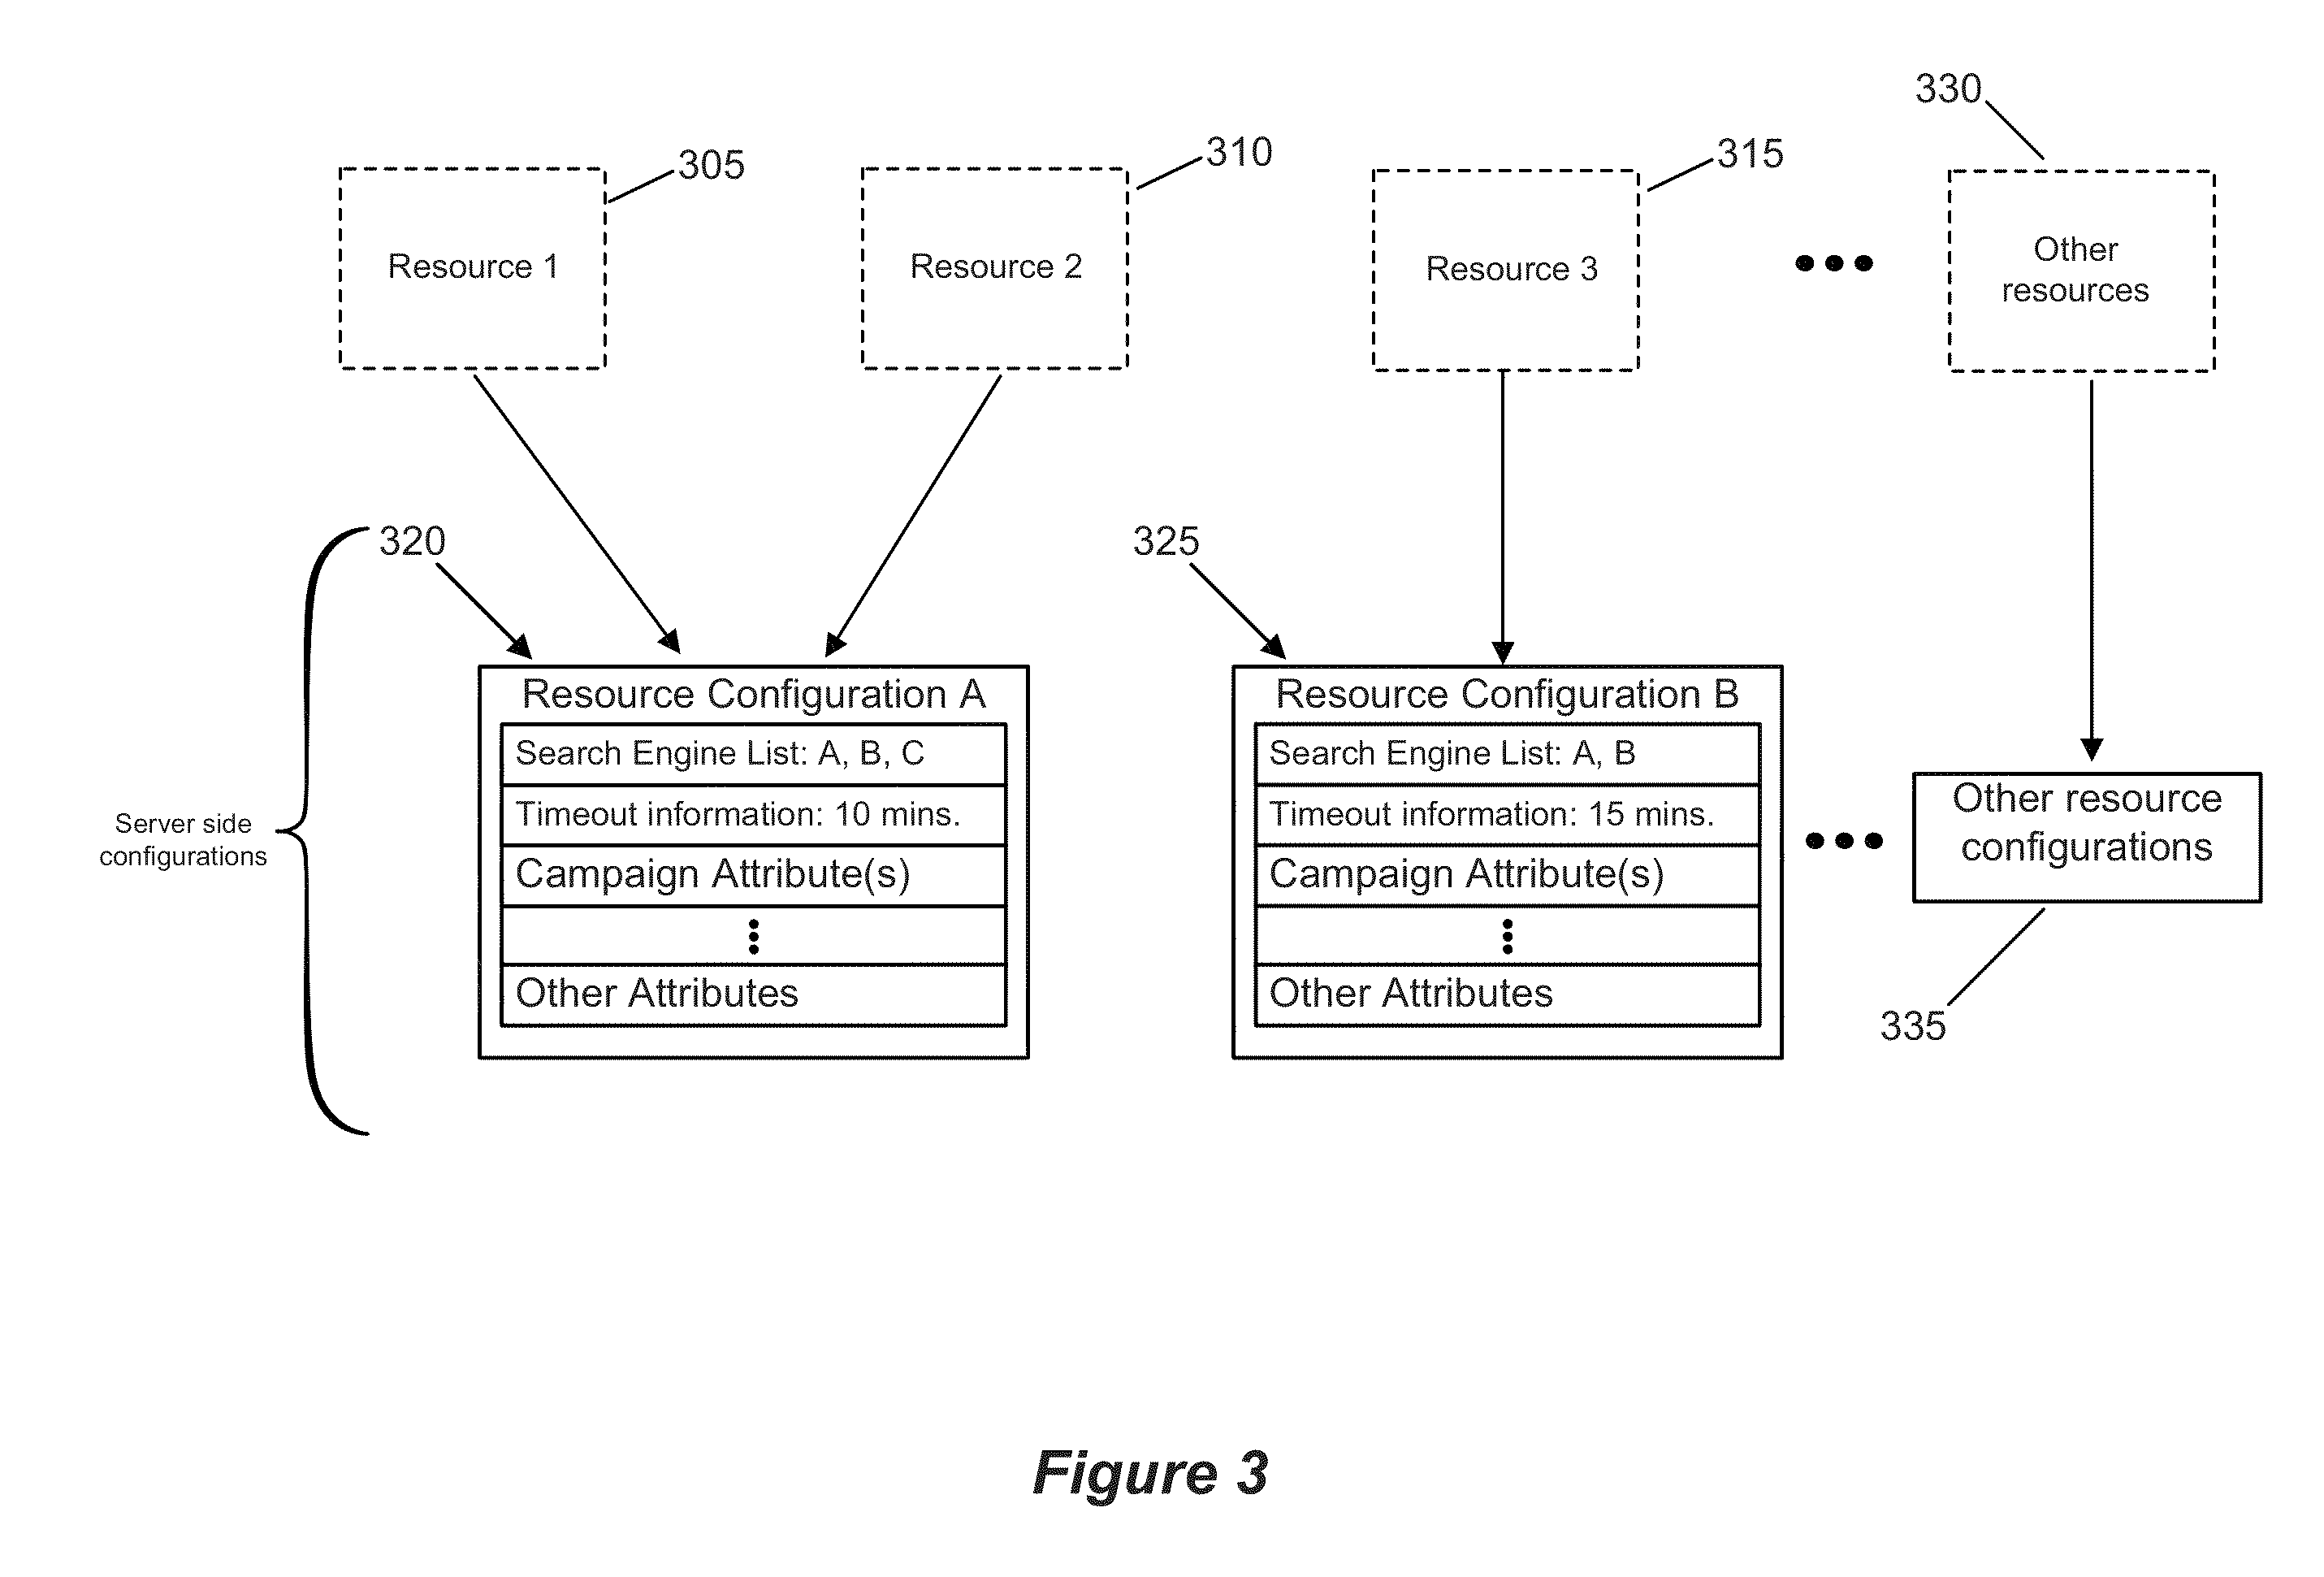 330
305
310
315
Resource 1
Resource 2
Resource 3
Other
resources
320
325
Resource Configuration A
Search Engine List: A, B, C
Timeout information: 10 mins.
Campaign Attribute(s)
Other Attributes
Resource Configuration B
Search Engine List: A, B
Timeout information: 15 mins.
Campaign Attribute(s)
Other Attributes
Other resource
configurations
335
Server side
configurations
Figure 3